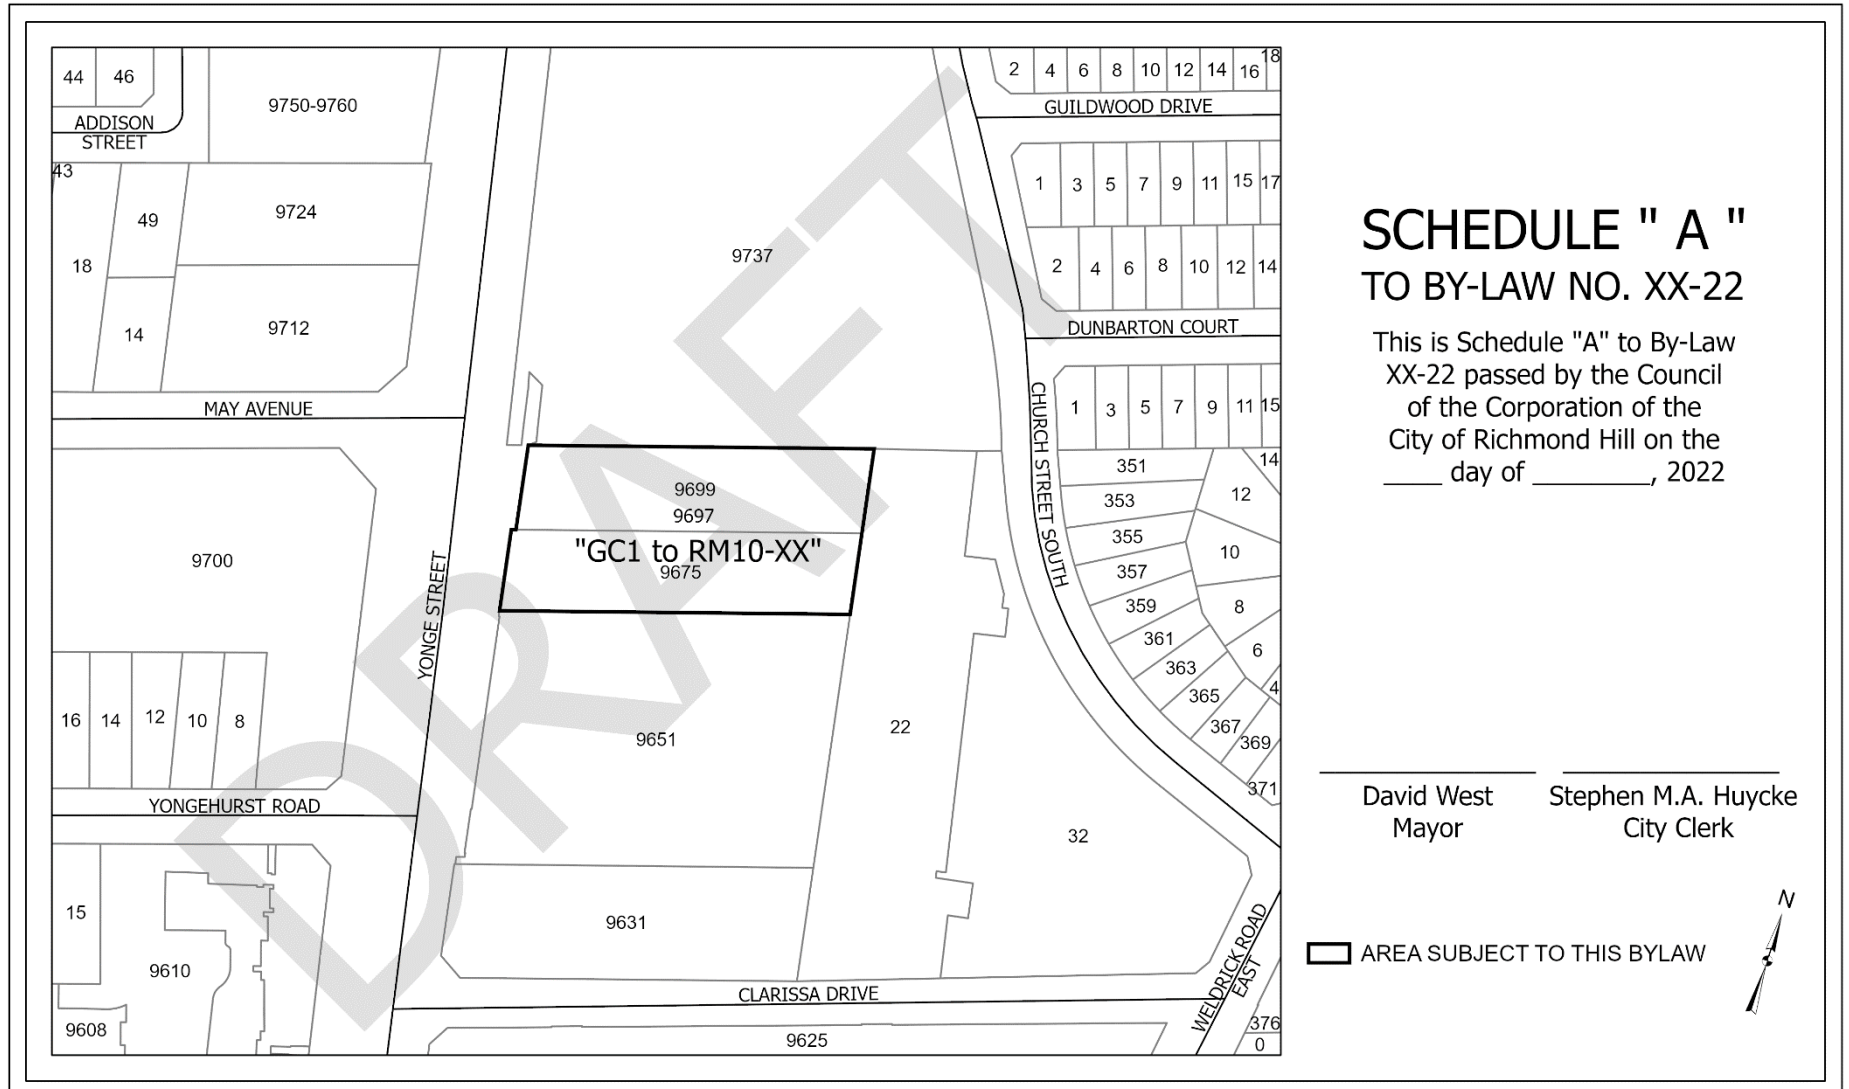 44
46
9750-9760
2
4
6
8
10
12
14
16
18
ADDISON
STREET
GUILDWOOD DRIVE
43
49
9724
18
14
9712
9737
1
3
5
7
9
11
15
17
2
4
6
8
10
12
14
DUNBARTON COURT
MAY AVENUE
1
3
5
7
9
11
15
CHURCH STREET SOUTH
351
353
355
357
359
361
363
365
367
369
371
14
12
10
8
6
4
9699
9697
"GC1 to RM10-XX"
9675
9700
YONGE STREET
16
14
12
10
8
9651
22
32
YONGEHURST ROAD
15
9610
9608
9631
CLARISSA DRIVE
WELDRICK ROAD
EAST
9625
376
0
DRAFT
SCHEDULE " A "
TO BY-LAW NO. XX-22
This is Schedule "A" to By-Law
XX-22 passed by the Council
of the Corporation of the
City of Richmond Hill on the
____ day of ________, 2022
David West
Mayor
Stephen M.A. Huycke
City Clerk
N
AREA SUBJECT TO THIS BYLAW